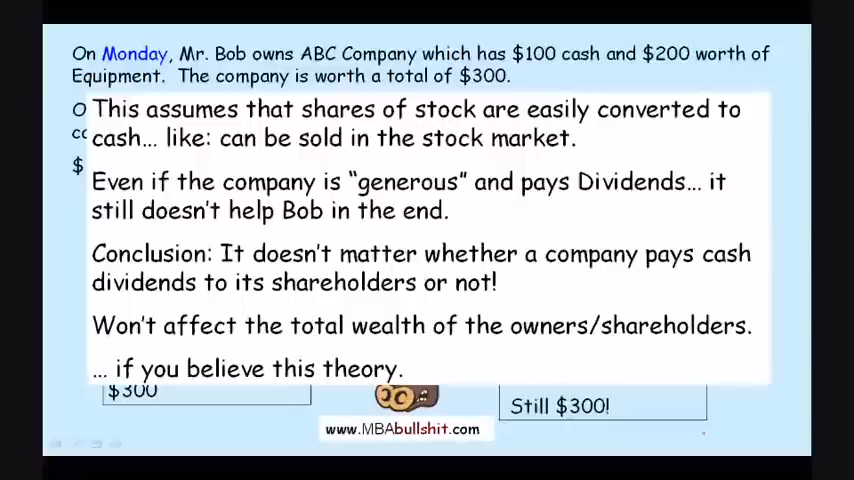 On Monday, Mr. Bob owns ABC Company which has $100 cash and $200 worth of
Equipment. The company is worth a total of $300.
This assumes that shares of stock are easily converted to
cash... like: can be sold in the stock market.
$
Even if the company is “generous” and pays Dividends... it
still doesn't help Bob in the end.
Conclusion: It doesn't matter whether a company pays cash
dividends to its shareholders or not!
Won't affect the total wealth of the owners/shareholders.
... if you believe this theory.
$300
Still $300!
www.MBAbullshit.com